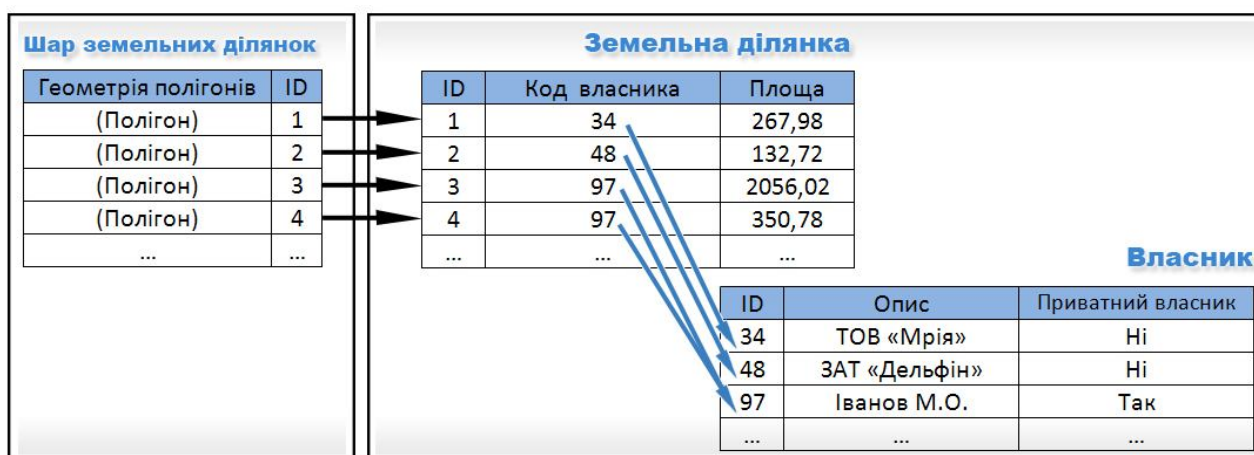 Шар земельних ділянок
Геометрія полігонів ID
(Полігон) 1
(Полігон) 2
(Полігон) 3
(Полігон) 4
... ...
Земельна ділянка
ID Код власника Площа
1 34 267,98
2 48 132,72
3 97 2056,02
4 97 350,78
... ... ...
Власник
ID Опис Приватний власник
34 ТОВ «Мрія» Ні
48 ЗАТ «Дельфін» Ні
97 Іванов М.О. Так
... ... ...